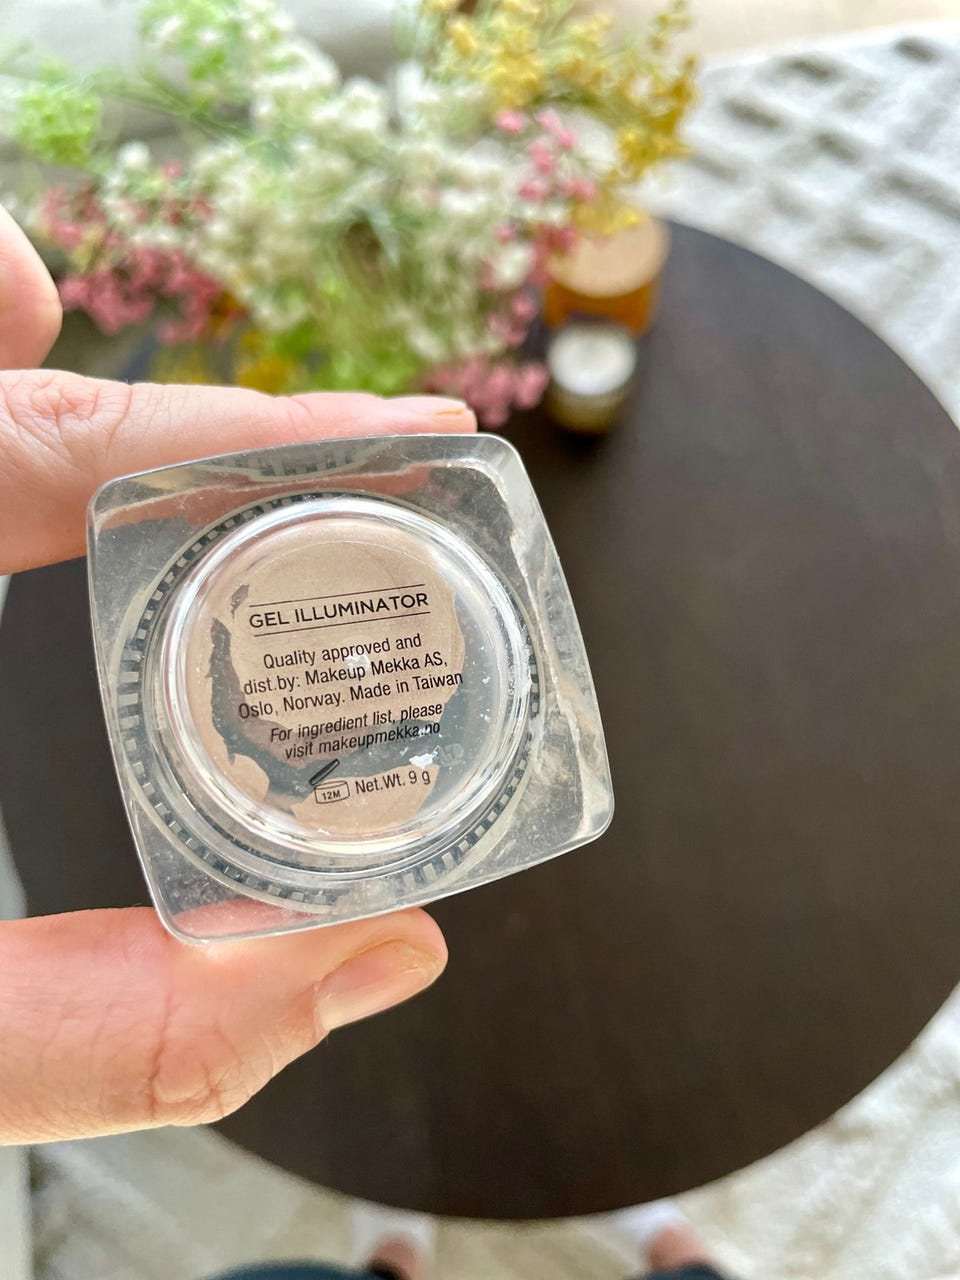 GEL ILLUMINATOR
Quality approved and
dist.by: Makeup Mekka AS,
Oslo, Norway. Made in Taiwan
For ingredient list, please
visit makeupmekka.no
12M Net.Wt. 9 g